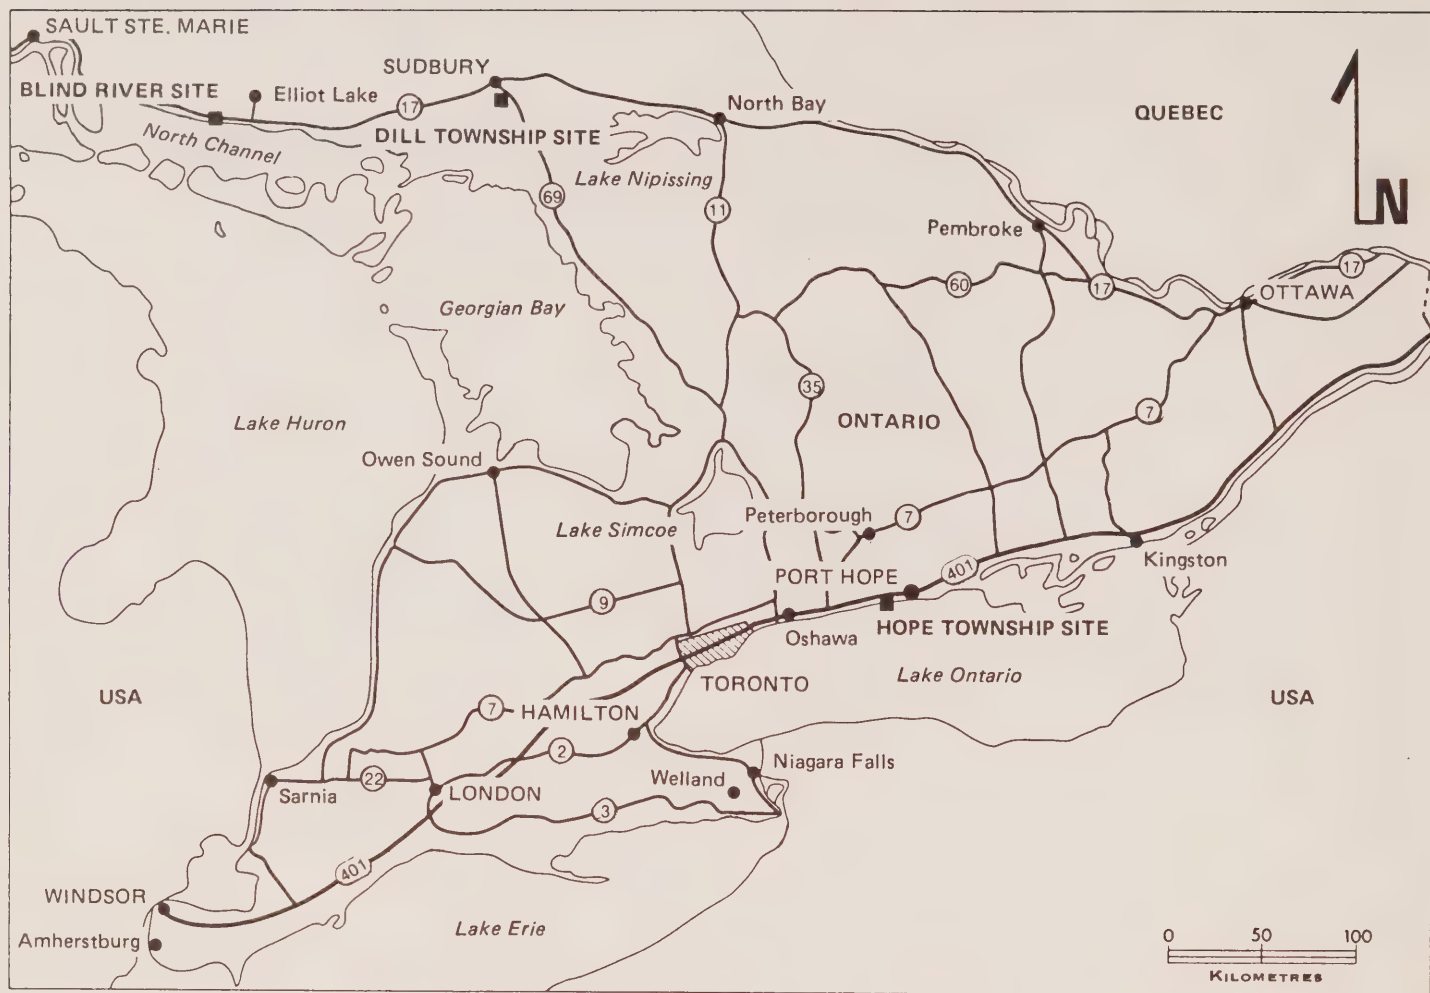 SAULT STE. MARIE
SUDBURY
BLIND RIVER SITE
Elliot Lake
17
North Bay
QUEBEC
DILL TOWNSHIP SITE
North Channel
Lake Nipissing
69
11
N
Pembroke
17
60
17
OTTAWA
Georgian Bay
35
7
ONTARIO
Lake Huron
Owen Sound
Peterborough
7
Lake Simcoe
Kingston
PORT HOPE
401
9
HOPE TOWNSHIP SITE
Oshawa
Lake Ontario
TORONTO
USA
USA
7
HAMILTON
2
Niagara Falls
Welland
22
Sarnia
LONDON
3
401
WINDSOR
Lake Erie
Amherstburg
0 50 100
KILOMETRES